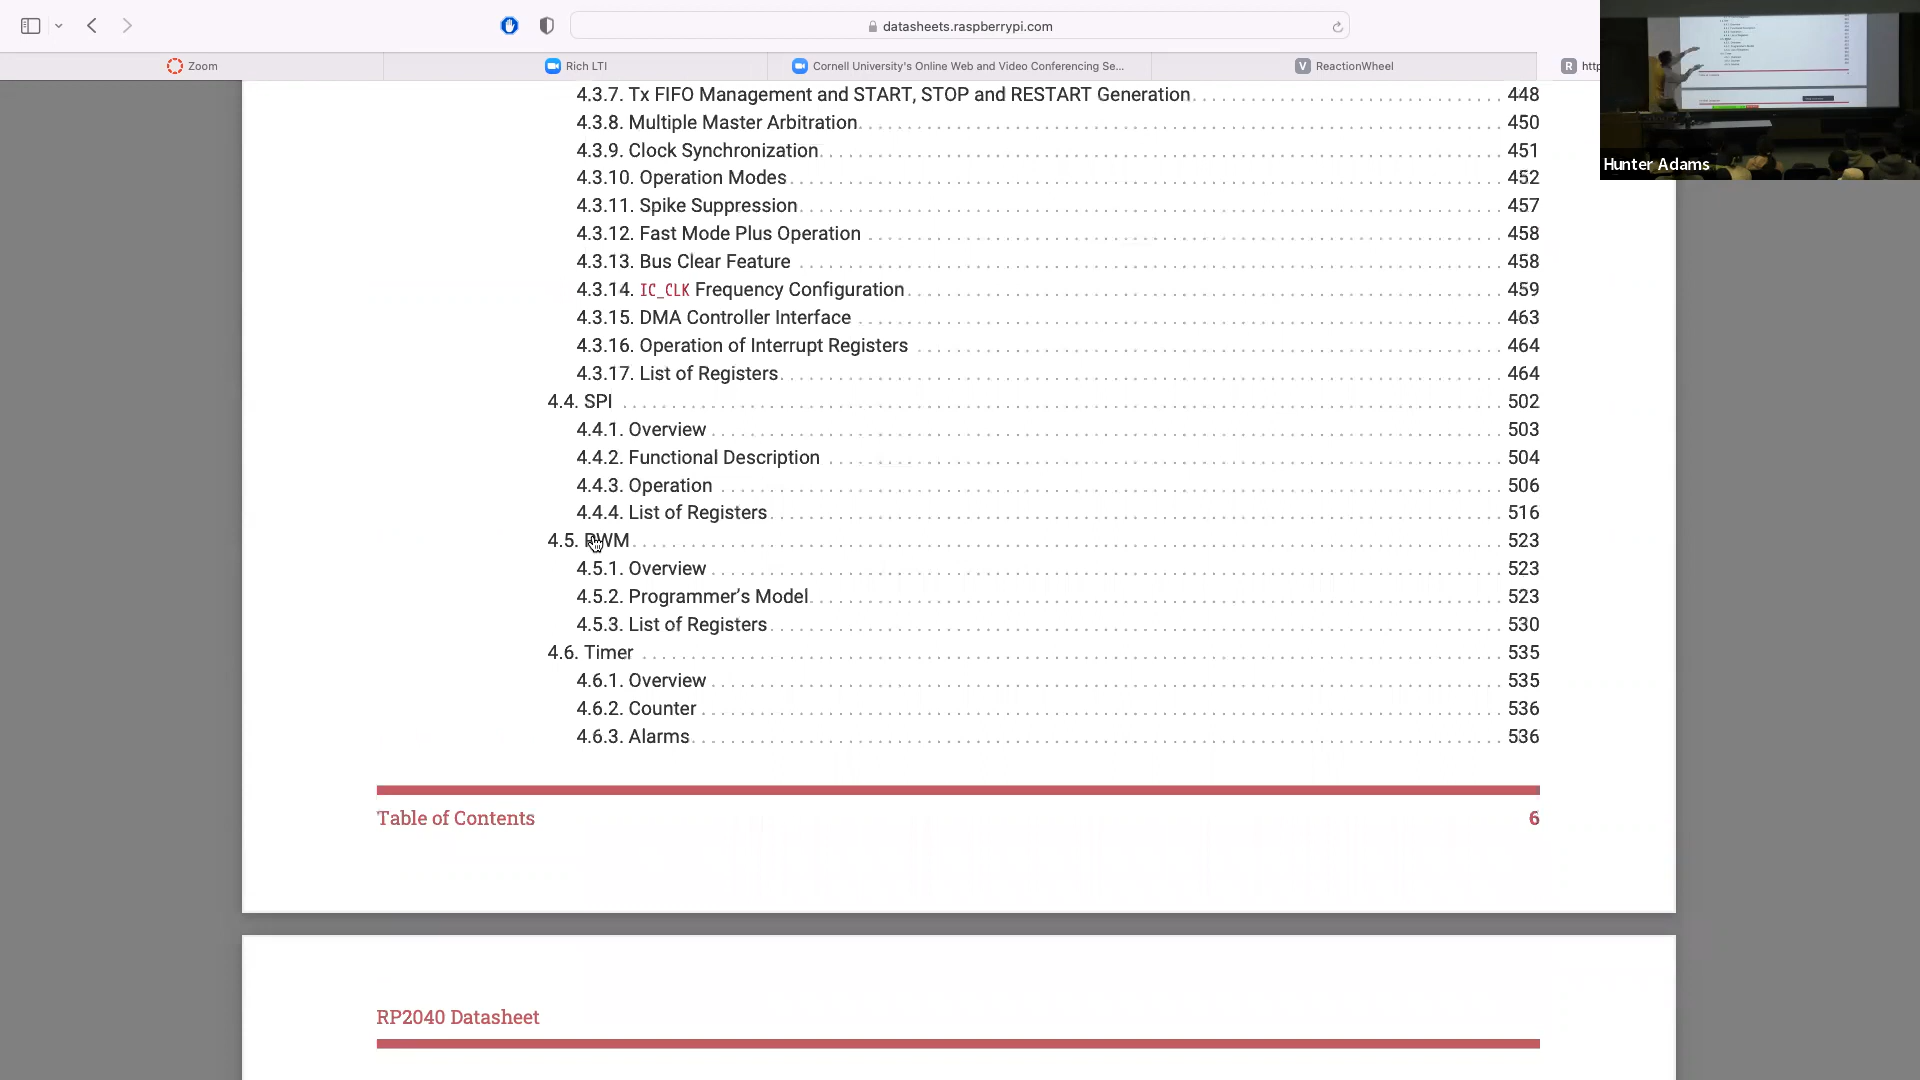 datasheets.raspberrypi.com
Zoom
Rich LTI
Cornell University's Online Web and Video Conferencing Se...
V ReactionWheel
R http
4.3.7. Tx FIFO Management and START, STOP and RESTART Generation 448
4.3.8. Multiple Master Arbitration 450
4.3.9. Clock Synchronization 451
4.3.10. Operation Modes 452
4.3.11. Spike Suppression 457
4.3.12. Fast Mode Plus Operation 458
4.3.13. Bus Clear Feature 458
4.3.14. IC_CLK Frequency Configuration 459
4.3.15. DMA Controller Interface 463
4.3.16. Operation of Interrupt Registers 464
4.3.17. List of Registers 464
4.4. SPI 502
4.4.1. Overview 503
4.4.2. Functional Description 504
4.4.3. Operation 506
4.4.4. List of Registers 516
4.5. PWM 523
4.5.1. Overview 523
4.5.2. Programmer’s Model 523
4.5.3. List of Registers 530
4.6. Timer 535
4.6.1. Overview 535
4.6.2. Counter 536
4.6.3. Alarms 536
Table of Contents 6
RP2040 Datasheet
Hunter Adams